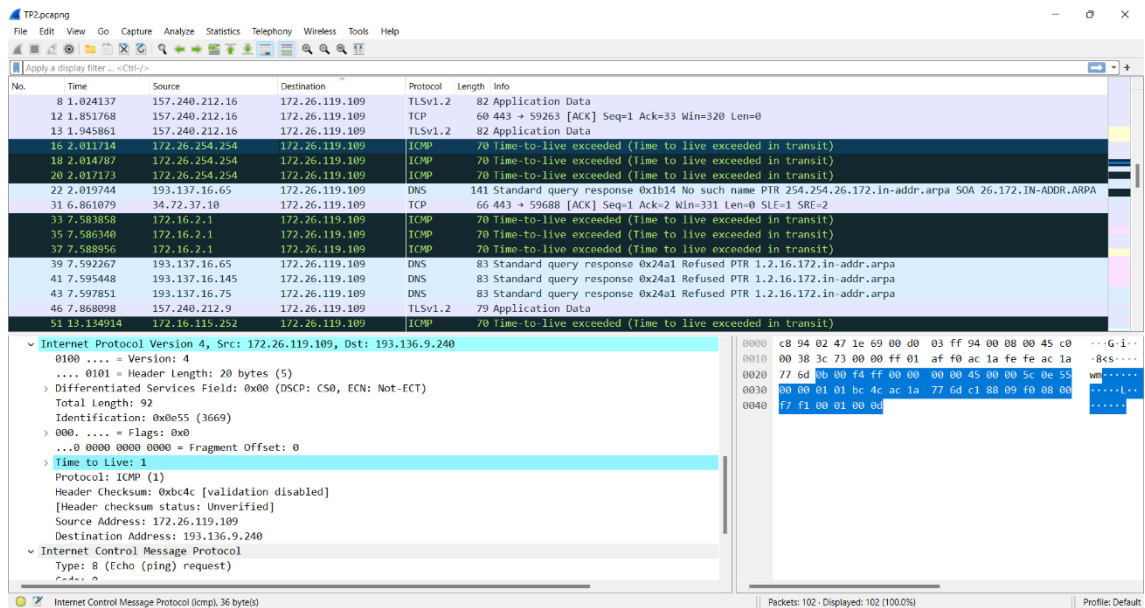 TP2.pcapng
File Edit View Go Capture Analyze Statistics Telephony Wireless Tools Help
Apply a display filter ... <Ctrl-/>
No. Time Source Destination Protocol Length Info
8 1.024137 157.240.212.16 172.26.119.109 TLSv1.2 82 Application Data
12 1.851768 157.240.212.16 172.26.119.109 TCP 60 443 → 59263 [ACK] Seq=1 Ack=33 Win=320 Len=0
13 1.945861 157.240.212.16 172.26.119.109 TLSv1.2 82 Application Data
16 2.011714 172.26.254.254 172.26.119.109 ICMP 70 Time-to-live exceeded (Time to live exceeded in transit)
18 2.014787 172.26.254.254 172.26.119.109 ICMP 70 Time-to-live exceeded (Time to live exceeded in transit)
20 2.017173 172.26.254.254 172.26.119.109 ICMP 70 Time-to-live exceeded (Time to live exceeded in transit)
22 2.019744 193.137.16.65 172.26.119.109 DNS 141 Standard query response 0x1b14 No such name PTR 254.254.26.172.in-addr.arpa SOA 26.172.IN-ADDR.ARPA
31 6.861079 34.72.37.10 172.26.119.109 TCP 66 443 → 59688 [ACK] Seq=1 Ack=2 Win=331 Len=0 SLE=1 SRE=2
33 7.583858 172.16.2.1 172.26.119.109 ICMP 70 Time-to-live exceeded (Time to live exceeded in transit)
35 7.586340 172.16.2.1 172.26.119.109 ICMP 70 Time-to-live exceeded (Time to live exceeded in transit)
37 7.588956 172.16.2.1 172.26.119.109 ICMP 70 Time-to-live exceeded (Time to live exceeded in transit)
39 7.592267 193.137.16.65 172.26.119.109 DNS 83 Standard query response 0x24a1 Refused PTR 1.2.16.172.in-addr.arpa
41 7.595448 193.137.16.145 172.26.119.109 DNS 83 Standard query response 0x24a1 Refused PTR 1.2.16.172.in-addr.arpa
43 7.597851 193.137.16.75 172.26.119.109 DNS 83 Standard query response 0x24a1 Refused PTR 1.2.16.172.in-addr.arpa
46 7.868098 157.240.212.9 172.26.119.109 TLSv1.2 79 Application Data
51 13.134914 172.16.115.252 172.26.119.109 ICMP 70 Time-to-live exceeded (Time to live exceeded in transit)
Internet Protocol Version 4, Src: 172.26.119.109, Dst: 193.136.9.240
0100 .... = Version: 4
.... 0101 = Header Length: 20 bytes (5)
Differentiated Services Field: 0x00 (DSCP: CS0, ECN: Not-ECT)
Total Length: 92
Identification: 0x0e55 (3669)
000. .... = Flags: 0x0
...0 0000 0000 0000 = Fragment Offset: 0
Time to Live: 1
Protocol: ICMP (1)
Header Checksum: 0xbc4c [validation disabled]
[Header checksum status: Unverified]
Source Address: 172.26.119.109
Destination Address: 193.136.9.240
Internet Control Message Protocol
Type: 8 (Echo (ping) request)
Code: 0
0000 c8 94 02 47 1e 69 00 d0 03 ff 94 00 08 00 45 c0 ···G·i··
0010 00 38 3c 73 00 00 ff 01 af f0 ac 1a fe fe ac 1a ·8<s····
0020 77 6d 0b 00 f4 ff 00 00 00 00 45 00 00 5c 0e 55 wm······
0030 00 00 01 01 bc 4c ac 1a 77 6d c1 88 09 f0 08 00 ·····L··
0040 f7 f1 00 01 00 0d ······
Internet Control Message Protocol (icmp), 36 byte(s)
Packets: 102 · Displayed: 102 (100.0%)
Profile: Default